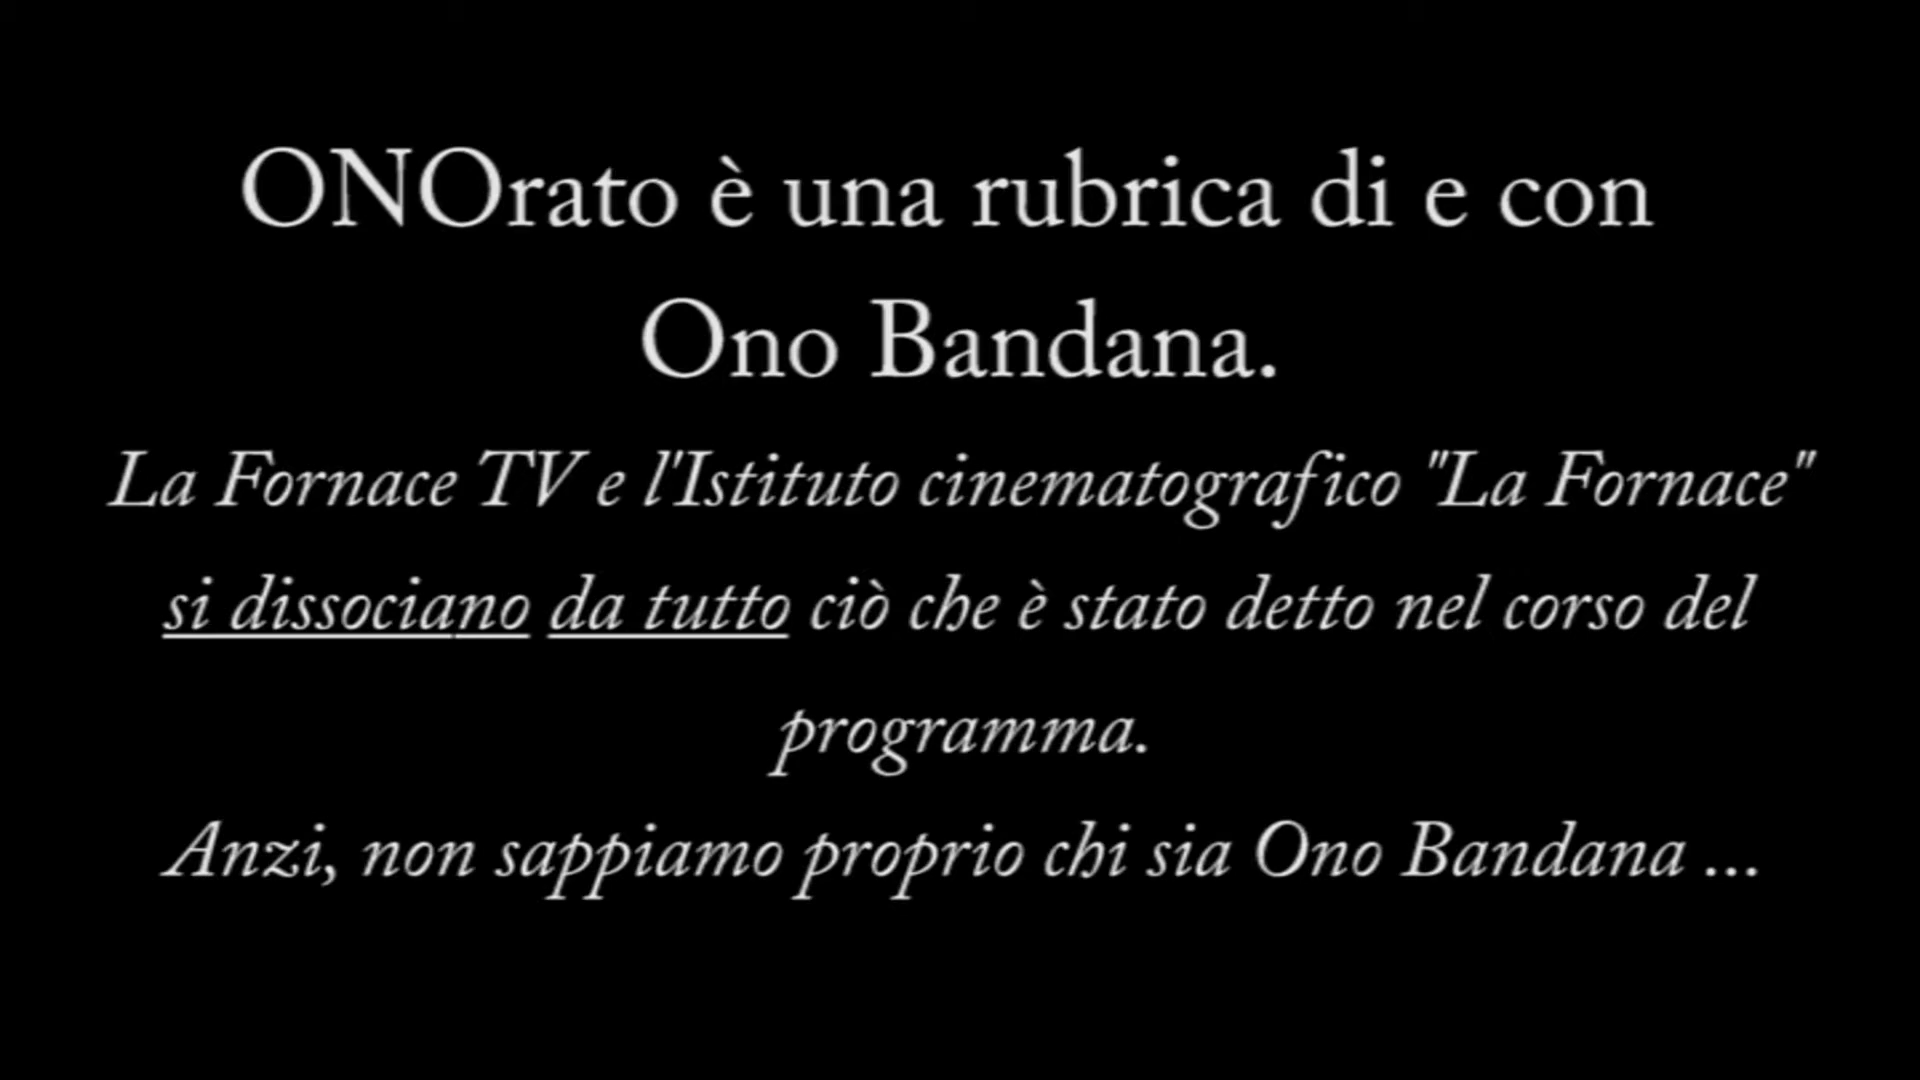 ONOrato è una rubrica di e con
Ono Bandana.
La Fornace TV e l'Istituto cinematografico "La Fornace"
si dissociano da tutto ciò che è stato detto nel corso del
programma.
Anzi, non sappiamo proprio chi sia Ono Bandana ...